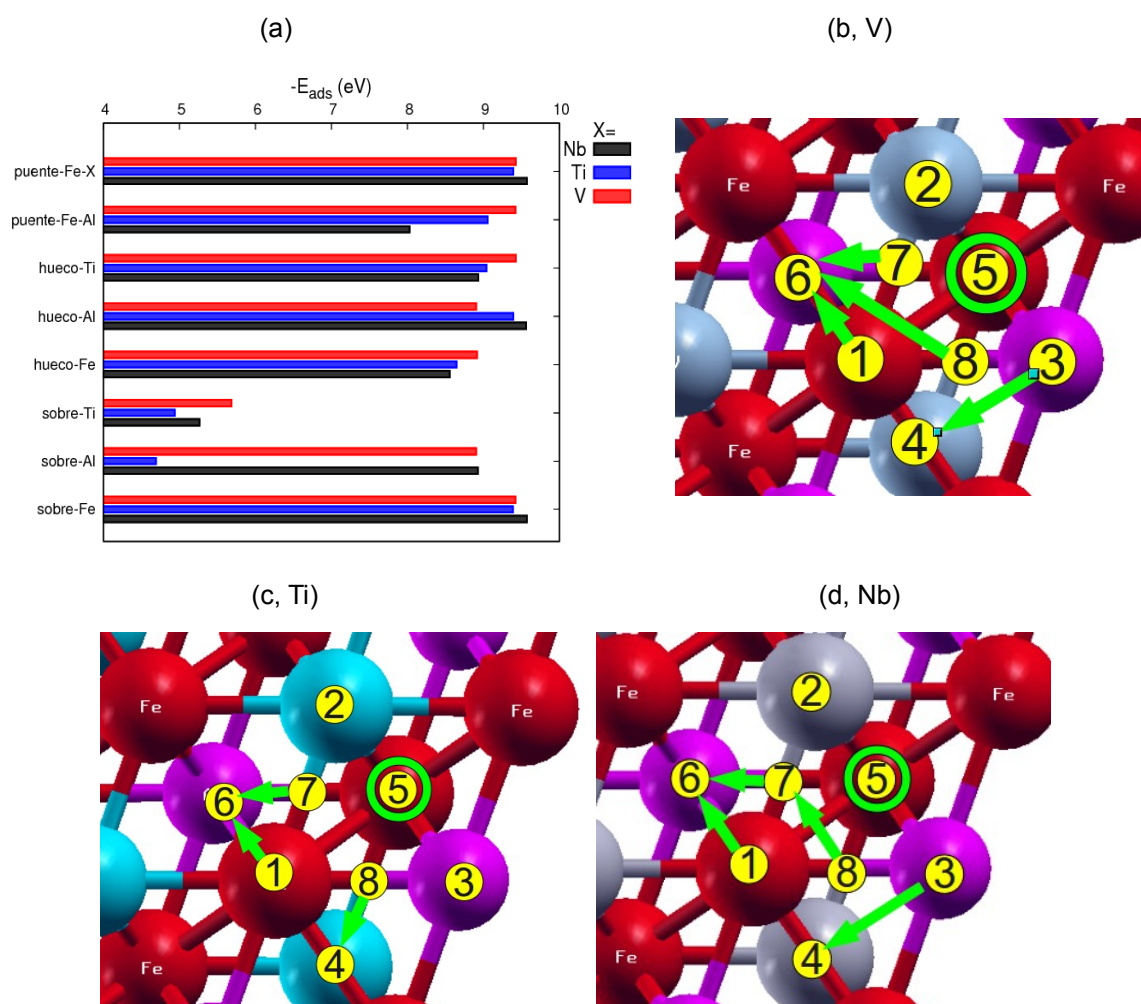 (a)
(b, V)
-Eads (eV)
4 5 6 7 8 9 10
X=
Nb
Ti
V
puente-Fe-X
puente-Fe-Al
hueco-Ti
hueco-Al
hueco-Fe
sobre-Ti
sobre-Al
sobre-Fe
Fe 2 Fe
6 7 5
1 8 3
Fe 4
(c, Ti)
(d, Nb)
Fe 2 Fe
6 7 5
1 8 3
Fe 4
Fe 2 Fe
6 7 5
1 8 3
Fe 4